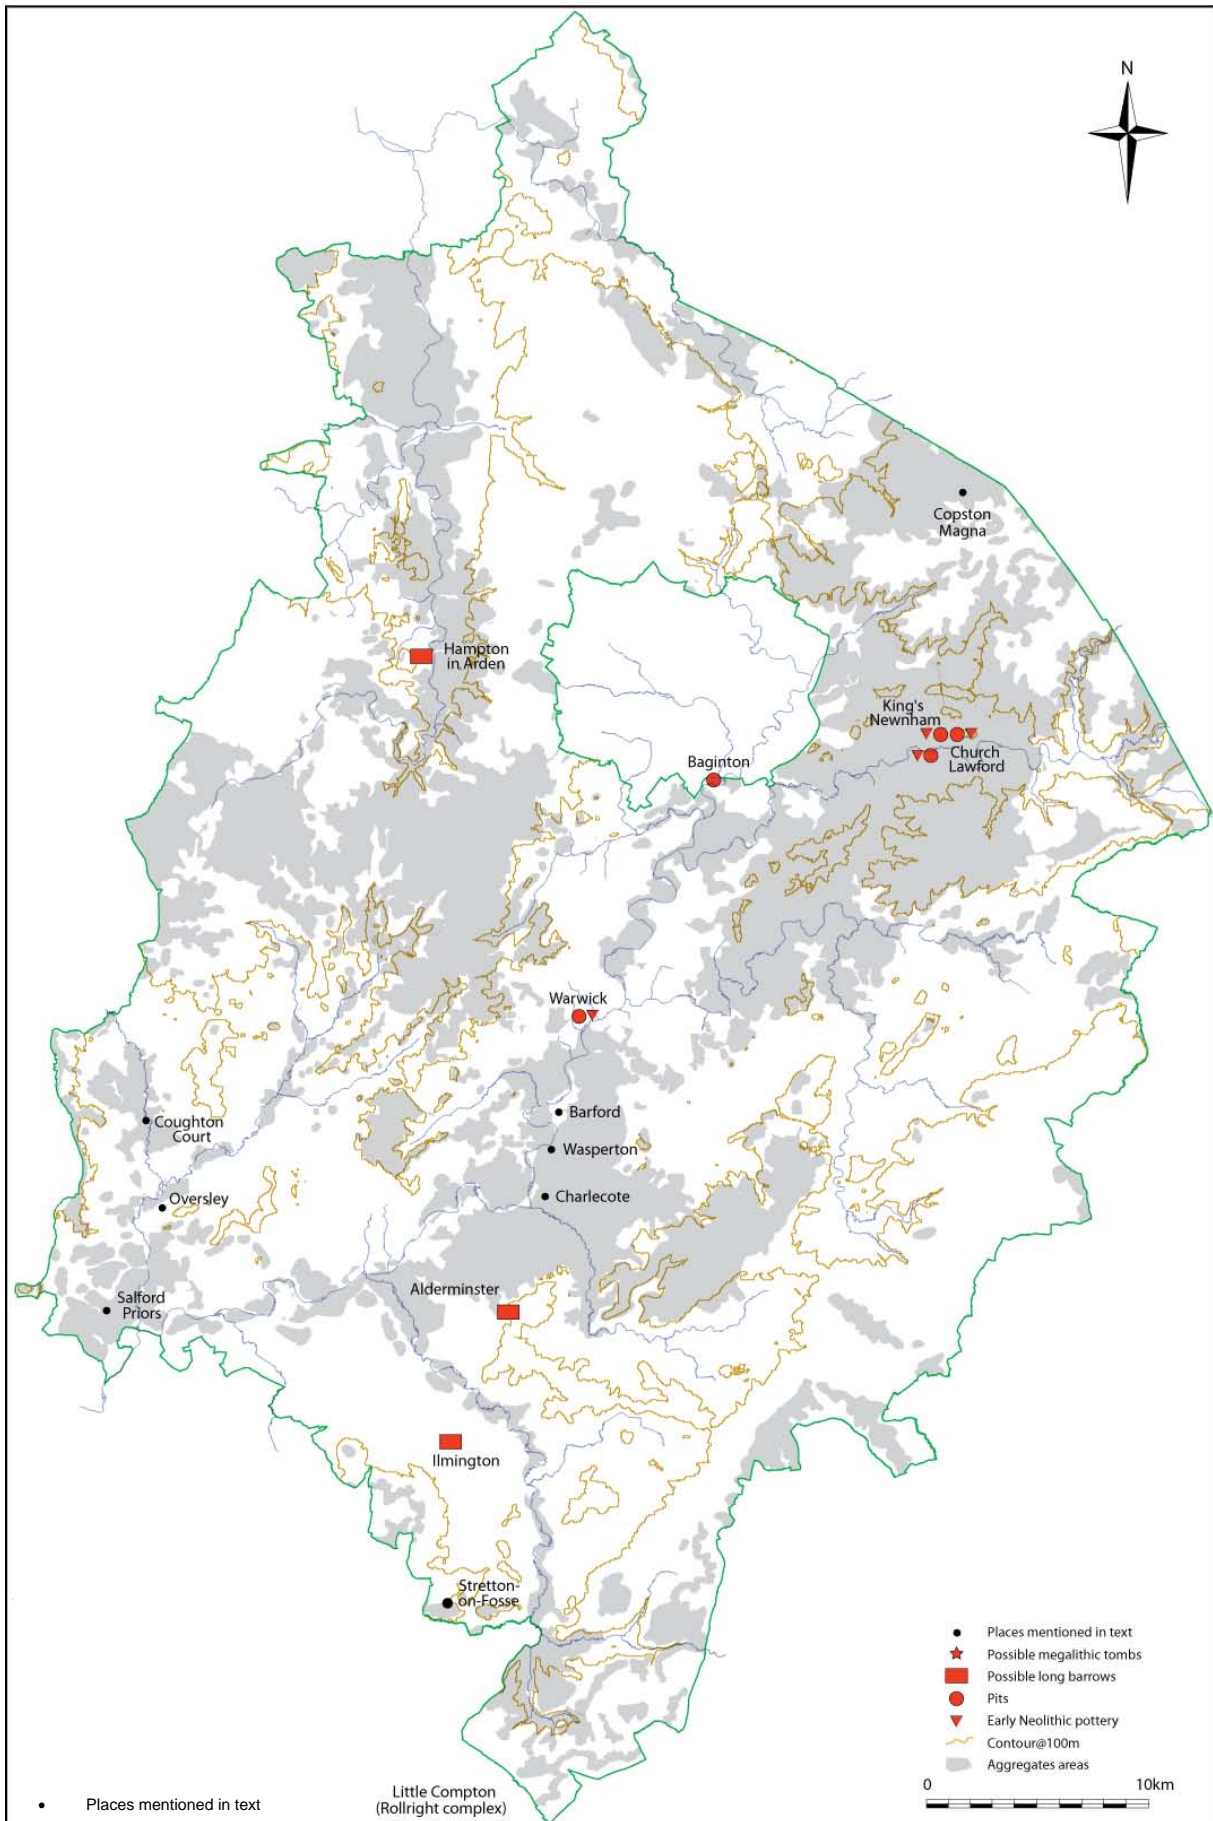 N
Copston
Magna
Hampton
in Arden
King's
Newnham
Church
Lawford
Baginton
Warwick
Barford
Coughton
Court
Wasperton
Charlecote
Oversley
Alderminster
Salford
Priors
Ilmington
Stretton-
on-Fosse
Places mentioned in text
Possible megalithic tombs
Possible long barrows
Pits
Early Neolithic pottery
Contour@100m
Aggregates areas
0 10km
Little Compton
(Rollright complex)
• Places mentioned in text